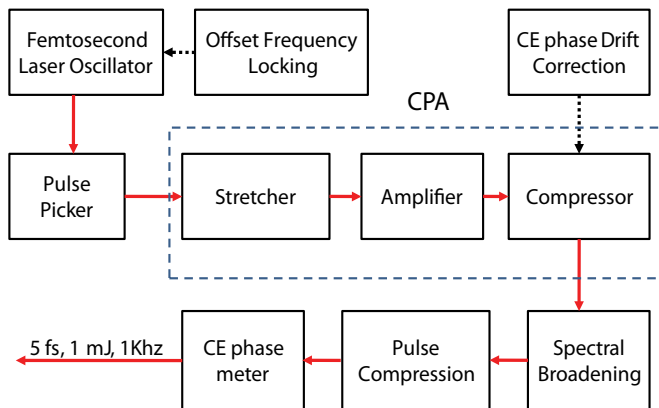 Femtosecond
Laser Oscillator
Offset Frequency
Locking
CE phase Drift
Correction
CPA
Pulse
Picker
Stretcher
Amplifier
Compressor
5 fs, 1 mJ, 1Khz
CE phase
meter
Pulse
Compression
Spectral
Broadening